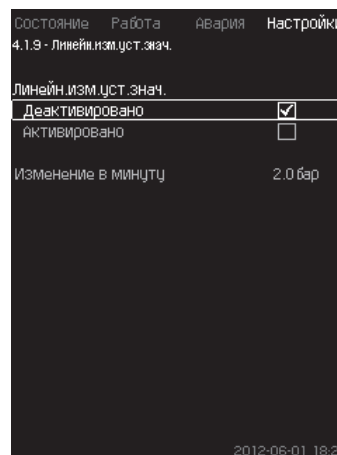 Состояние Работа Авария Настройки
4.1.9 - Линейн.изм.уст.знач.
Линейн.изм.уст.знач.
Деактивировано
Активировано
Изменение в минуту 2.0 бар
2012-06-01 18:2